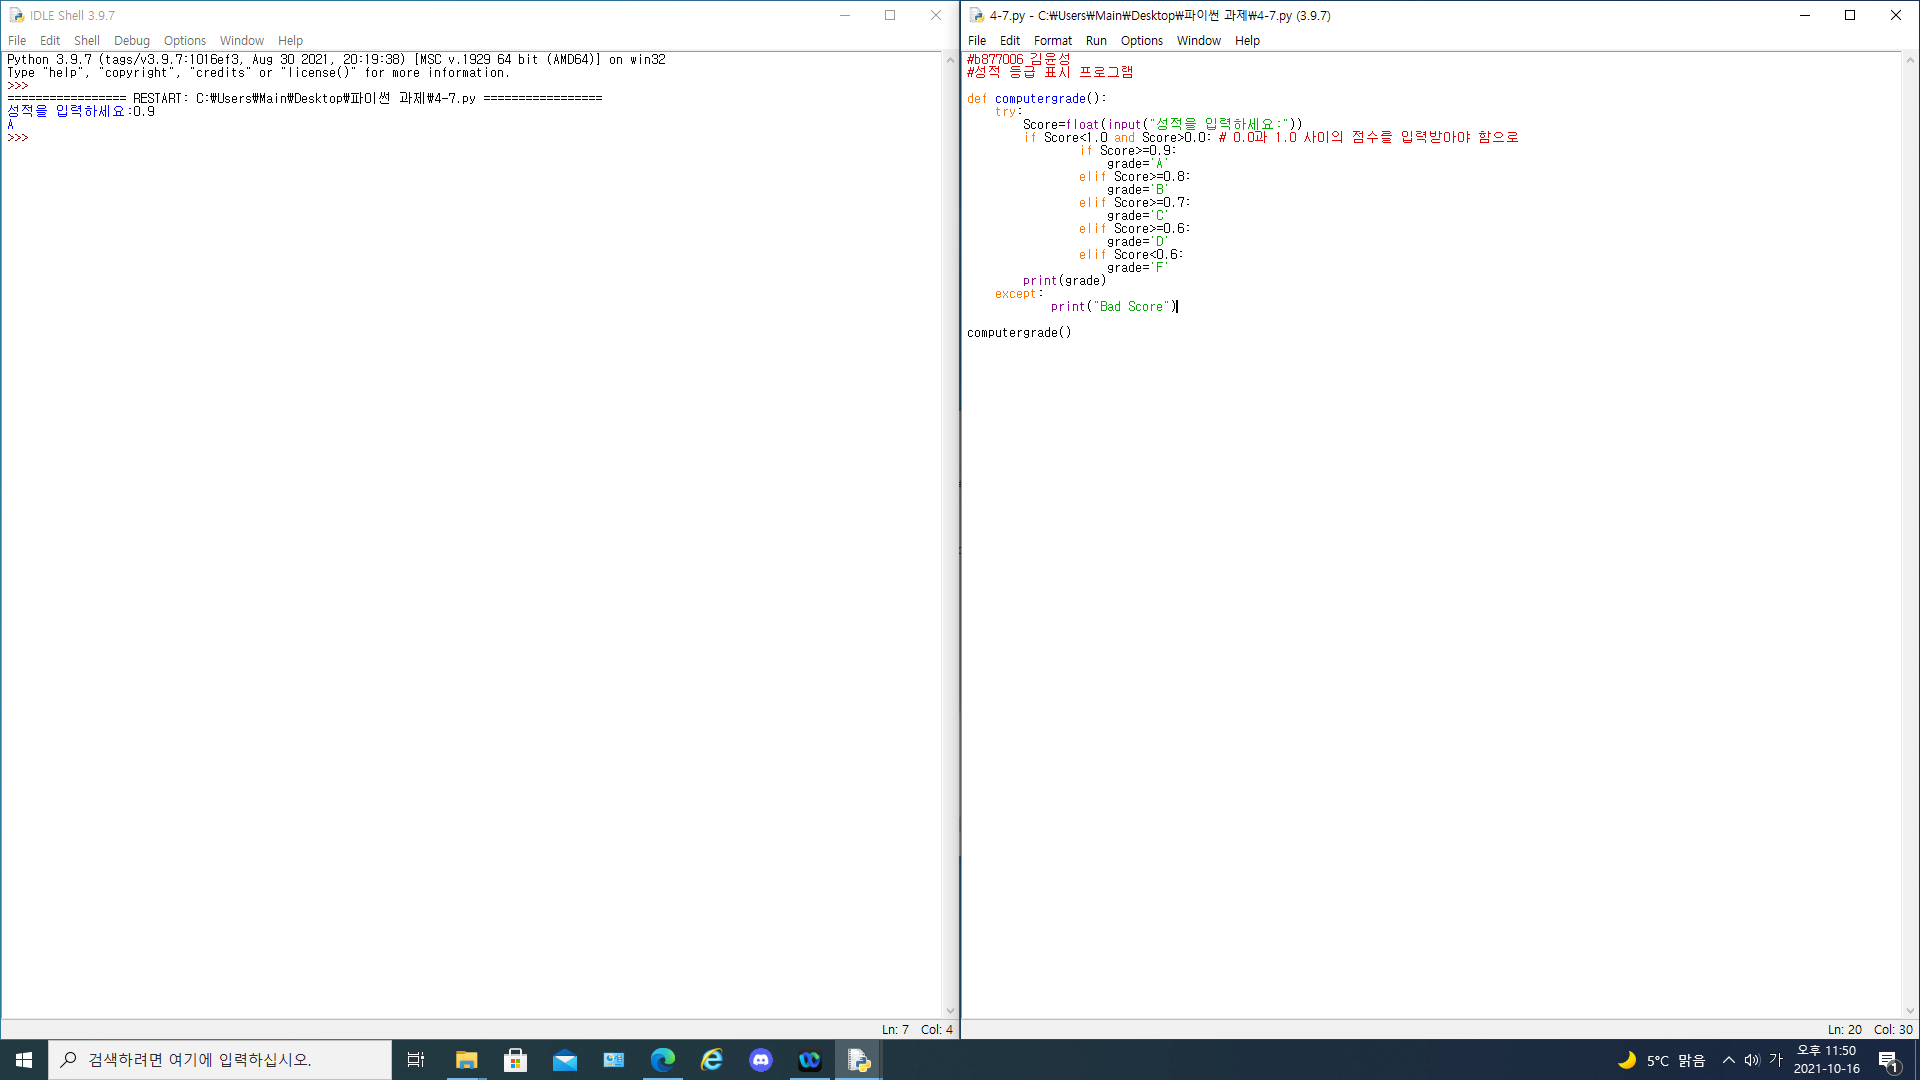 IDLE Shell 3.9.7
File Edit Shell Debug Options Window Help
Python 3.9.7 (tags/v3.9.7:1016ef3, Aug 30 2021, 20:19:38) [MSC v.1929 64 bit (AMD64)] on win32
Type "help", "copyright", "credits" or "license()" for more information.
>>>
================= RESTART: C:₩Users₩Main₩Desktop₩파이썬 과제₩4-7.py =================
성적을 입력하세요:0.9
A
>>>
Ln: 7 Col: 4
4-7.py - C:₩Users₩Main₩Desktop₩파이썬 과제₩4-7.py (3.9.7)
File Edit Format Run Options Window Help
#b877006 김윤성
#성적 등급 표시 프로그램
def computergrade():
try:
Score=float(input("성적을 입력하세요:"))
if Score<1.0 and Score>0.0: # 0.0과 1.0 사이의 점수를 입력받아야 함으로
if Score>=0.9:
grade='A'
elif Score>=0.8:
grade='B'
elif Score>=0.7:
grade='C'
elif Score>=0.6:
grade='D'
elif Score<0.6:
grade='F'
print(grade)
except:
print("Bad Score")
computergrade()
Ln: 20 Col: 30
검색하려면 여기에 입력하십시오.
5°C 맑음
가
오후 11:50
2021-10-16
1